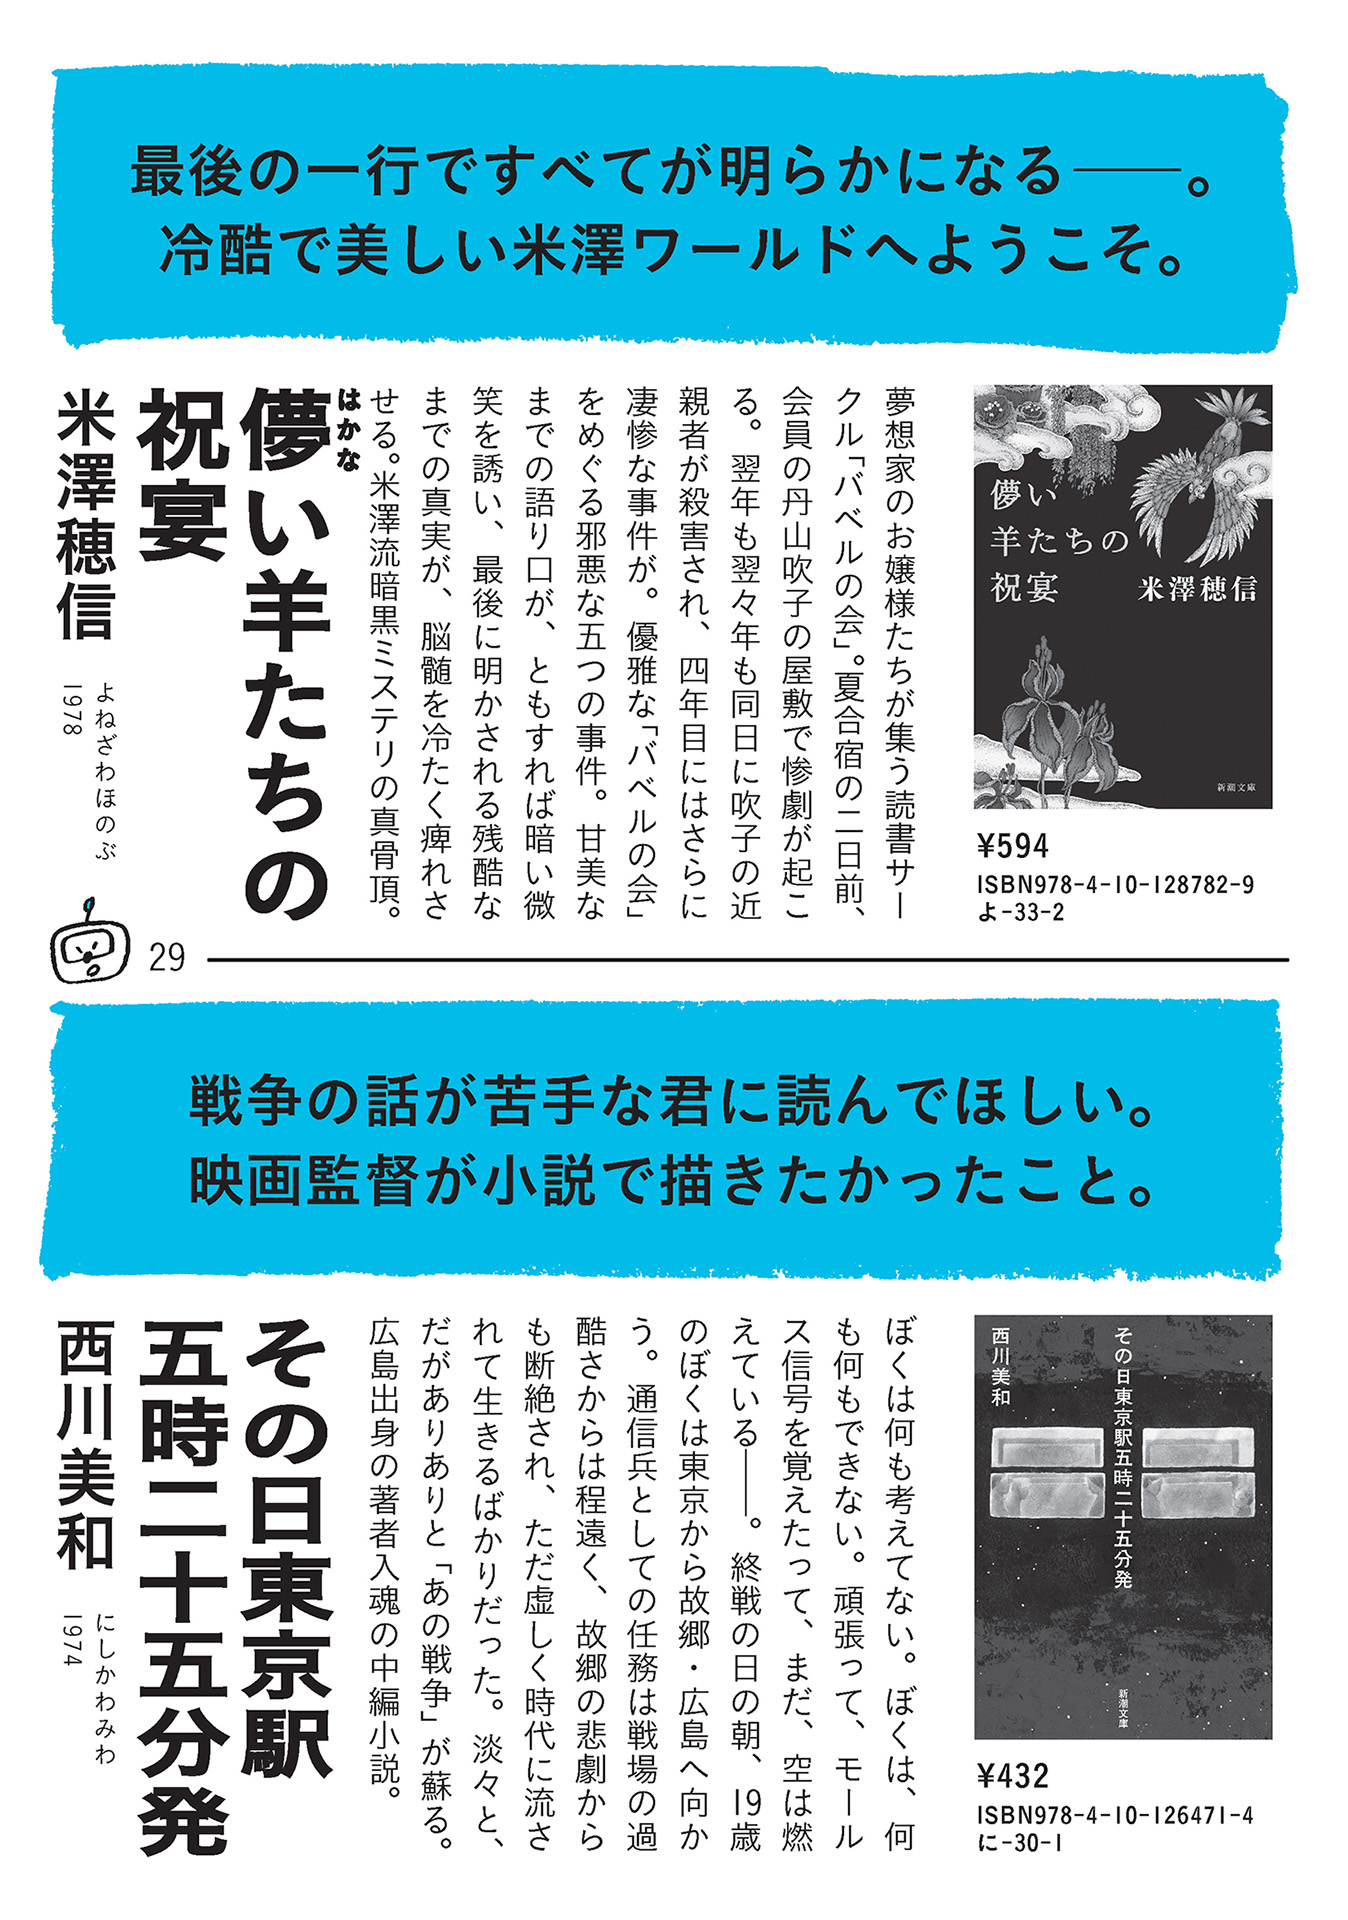 最後の一行ですべてが明らかになる――。
冷酷で美しい米澤ワールドへようこそ。
儚い
羊たちの
祝宴
米澤穂信
新潮文庫
¥594
ISBN978-4-10-128782-9
よ-33-2
夢想家のお嬢様たちが集う読書サー
クル「バベルの会」。夏合宿の二日前、
会員の丹山吹子の屋敷で惨劇が起こ
る。翌年も翌々年も同日に吹子の近
親者が殺害され、四年目にはさらに
凄惨な事件が。優雅な「バベルの会」
をめぐる邪悪な五つの事件。甘美な
までの語り口が、ともすれば暗い微
笑を誘い、最後に明かされる残酷な
までの真実が、脳髄を冷たく痺れさ
せる。米澤流暗黒ミステリの真骨頂。
はかな
儚い羊たちの
祝宴
米澤穂信
よねざわほのぶ
1978
29
戦争の話が苦手な君に読んでほしい。
映画監督が小説で描きたかったこと。
その日東京駅五時二十五分発
西川美和
新潮文庫
¥432
ISBN978-4-10-126471-4
に-30-1
ぼくは何も考えてない。ぼくは、何
も何もできない。頑張って、モール
ス信号を覚えたって、まだ、空は燃
えている――。終戦の日の朝、19歳
のぼくは東京から故郷・広島へ向か
う。通信兵としての任務は戦場の過
酷さからは程遠く、故郷の悲劇から
も断絶され、ただ虚しく時代に流さ
れて生きるばかりだった。淡々と、
だがありありと「あの戦争」が蘇る。
広島出身の著者入魂の中編小説。
その日東京駅
五時二十五分発
西川美和
にしかわみわ
1974